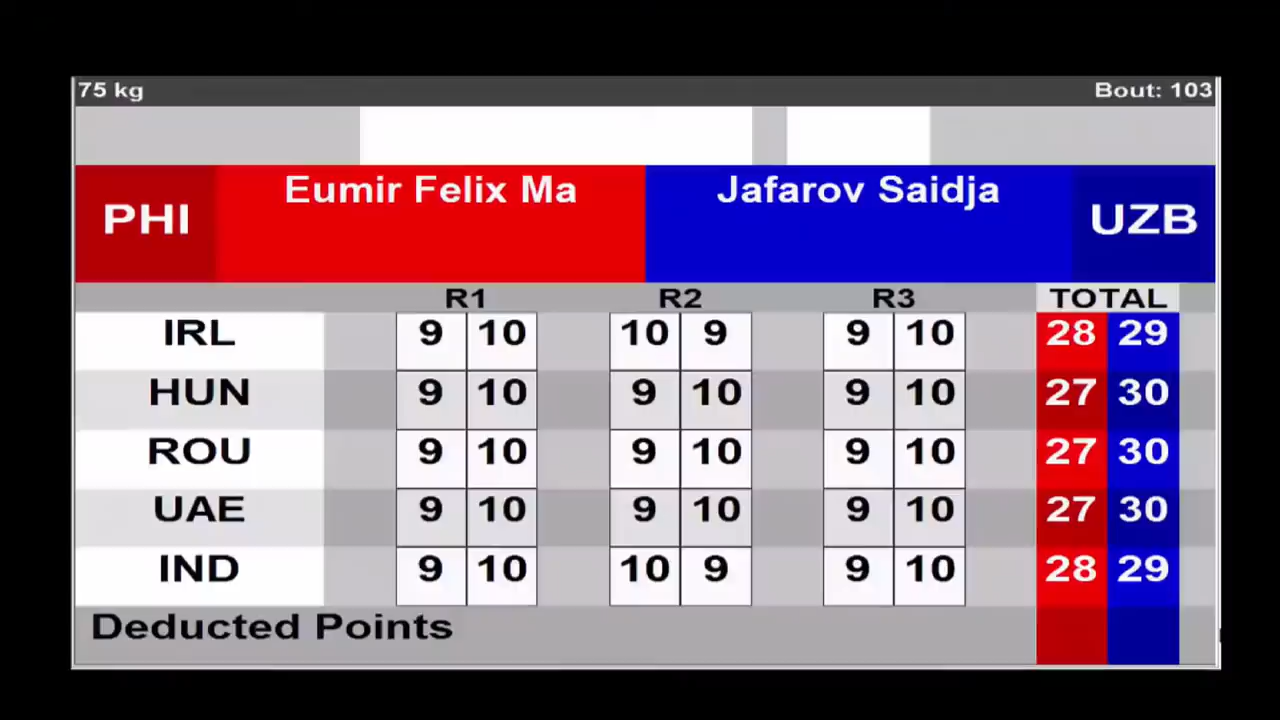 75 kg Bout: 103
PHI Eumir Felix Ma Jafarov Saidja UZB
R1 R2 R3 TOTAL
IRL 9 10 10 9 9 10 28 29
HUN 9 10 9 10 9 10 27 30
ROU 9 10 9 10 9 10 27 30
UAE 9 10 9 10 9 10 27 30
IND 9 10 10 9 9 10 28 29
Deducted Points